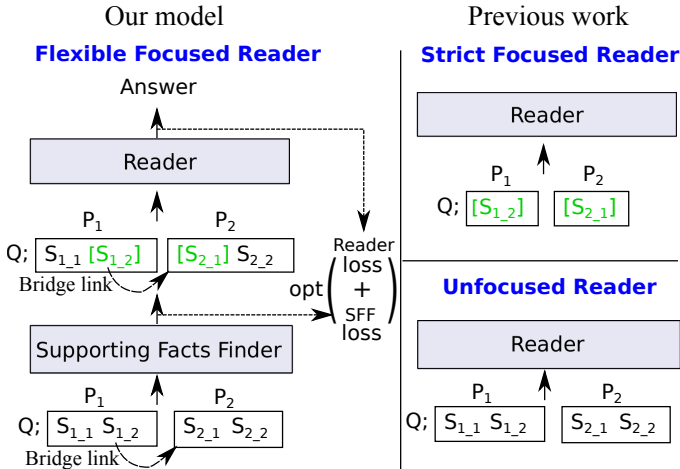 Our model
Flexible Focused Reader
Answer
Reader
P1 P2
Q; S1_1 [S1_2] [S2_1] S2_2
Bridge link
opt ( Reader loss + SFF loss )
Supporting Facts Finder
P1 P2
Q; S1_1 S1_2 S2_1 S2_2
Bridge link
Previous work
Strict Focused Reader
Reader
P1 P2
Q; [S1_2] [S2_1]
Unfocused Reader
Reader
P1 P2
Q; S1_1 S1_2 S2_1 S2_2